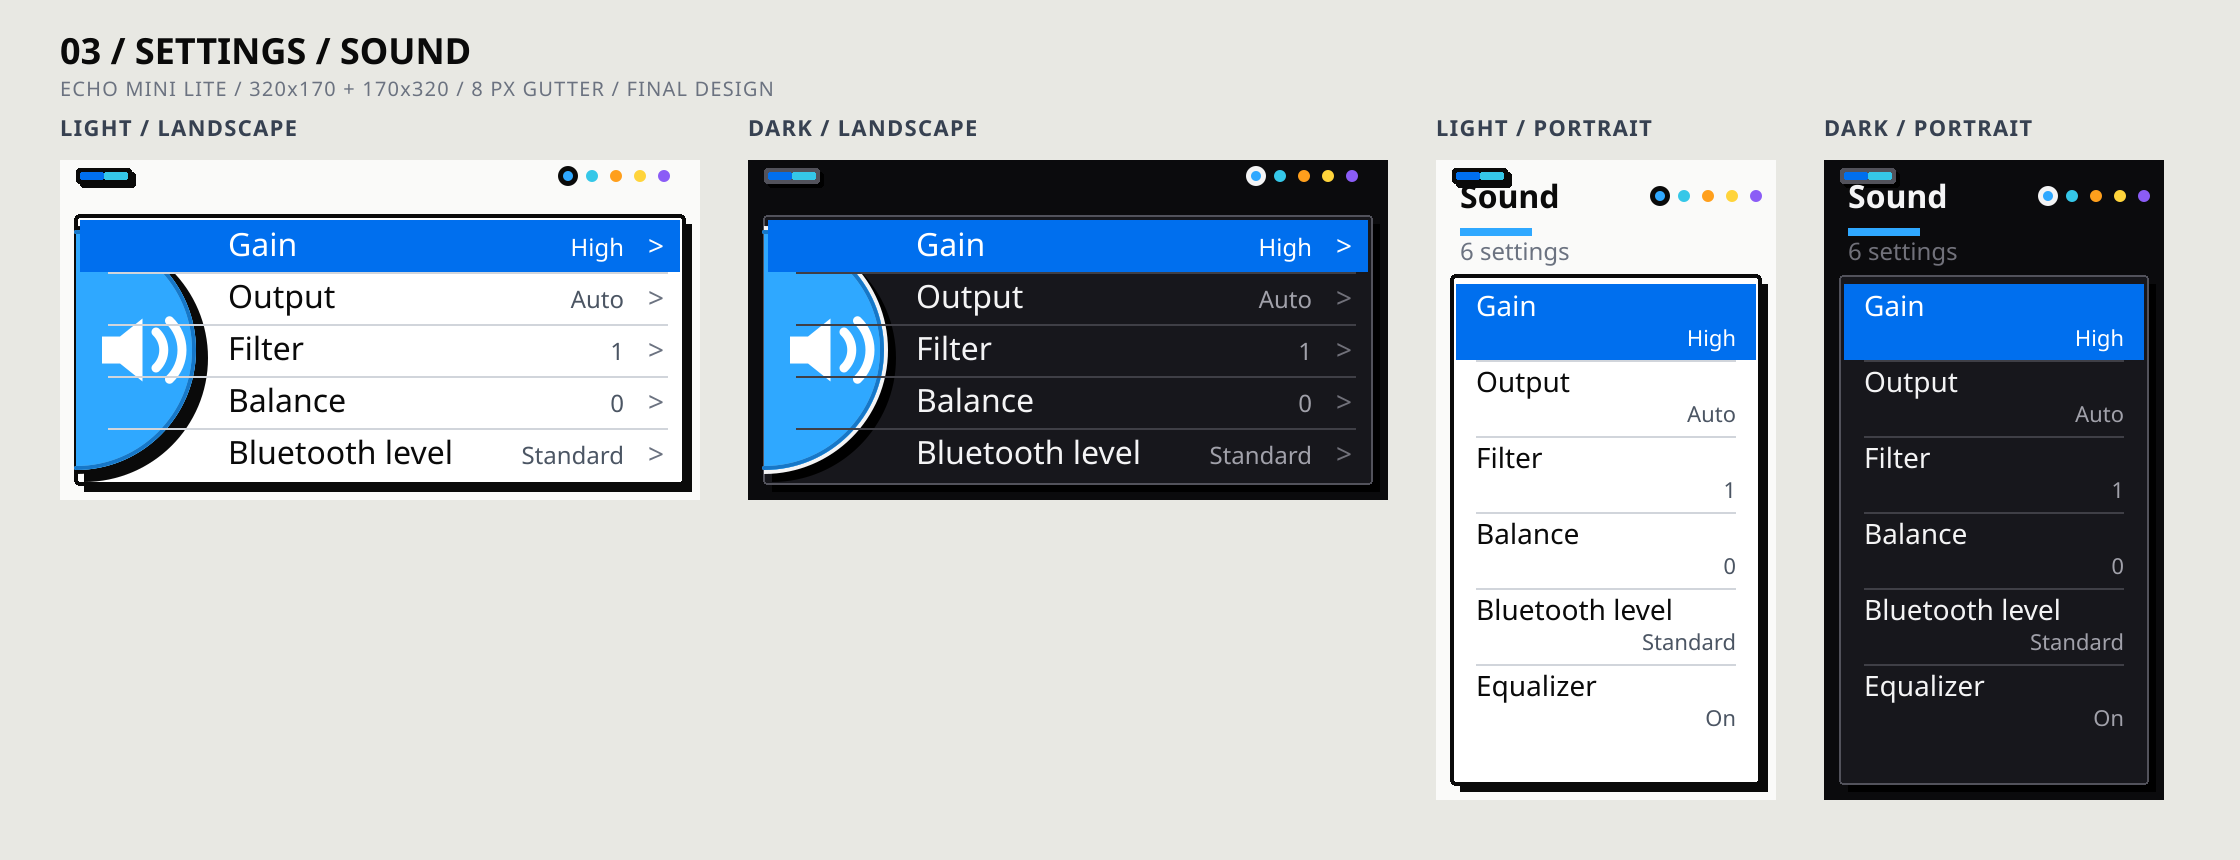 03 / SETTINGS / SOUND
ECHO MINI LITE / 320x170 + 170x320 / 8 PX GUTTER / FINAL DESIGN
LIGHT / LANDSCAPE
Gain High >
Output Auto >
Filter 1 >
Balance 0 >
Bluetooth level Standard >
DARK / LANDSCAPE
Gain High >
Output Auto >
Filter 1 >
Balance 0 >
Bluetooth level Standard >
LIGHT / PORTRAIT
Sound
6 settings
Gain
High
Output
Auto
Filter
1
Balance
0
Bluetooth level
Standard
Equalizer
On
DARK / PORTRAIT
Sound
6 settings
Gain
High
Output
Auto
Filter
1
Balance
0
Bluetooth level
Standard
Equalizer
On